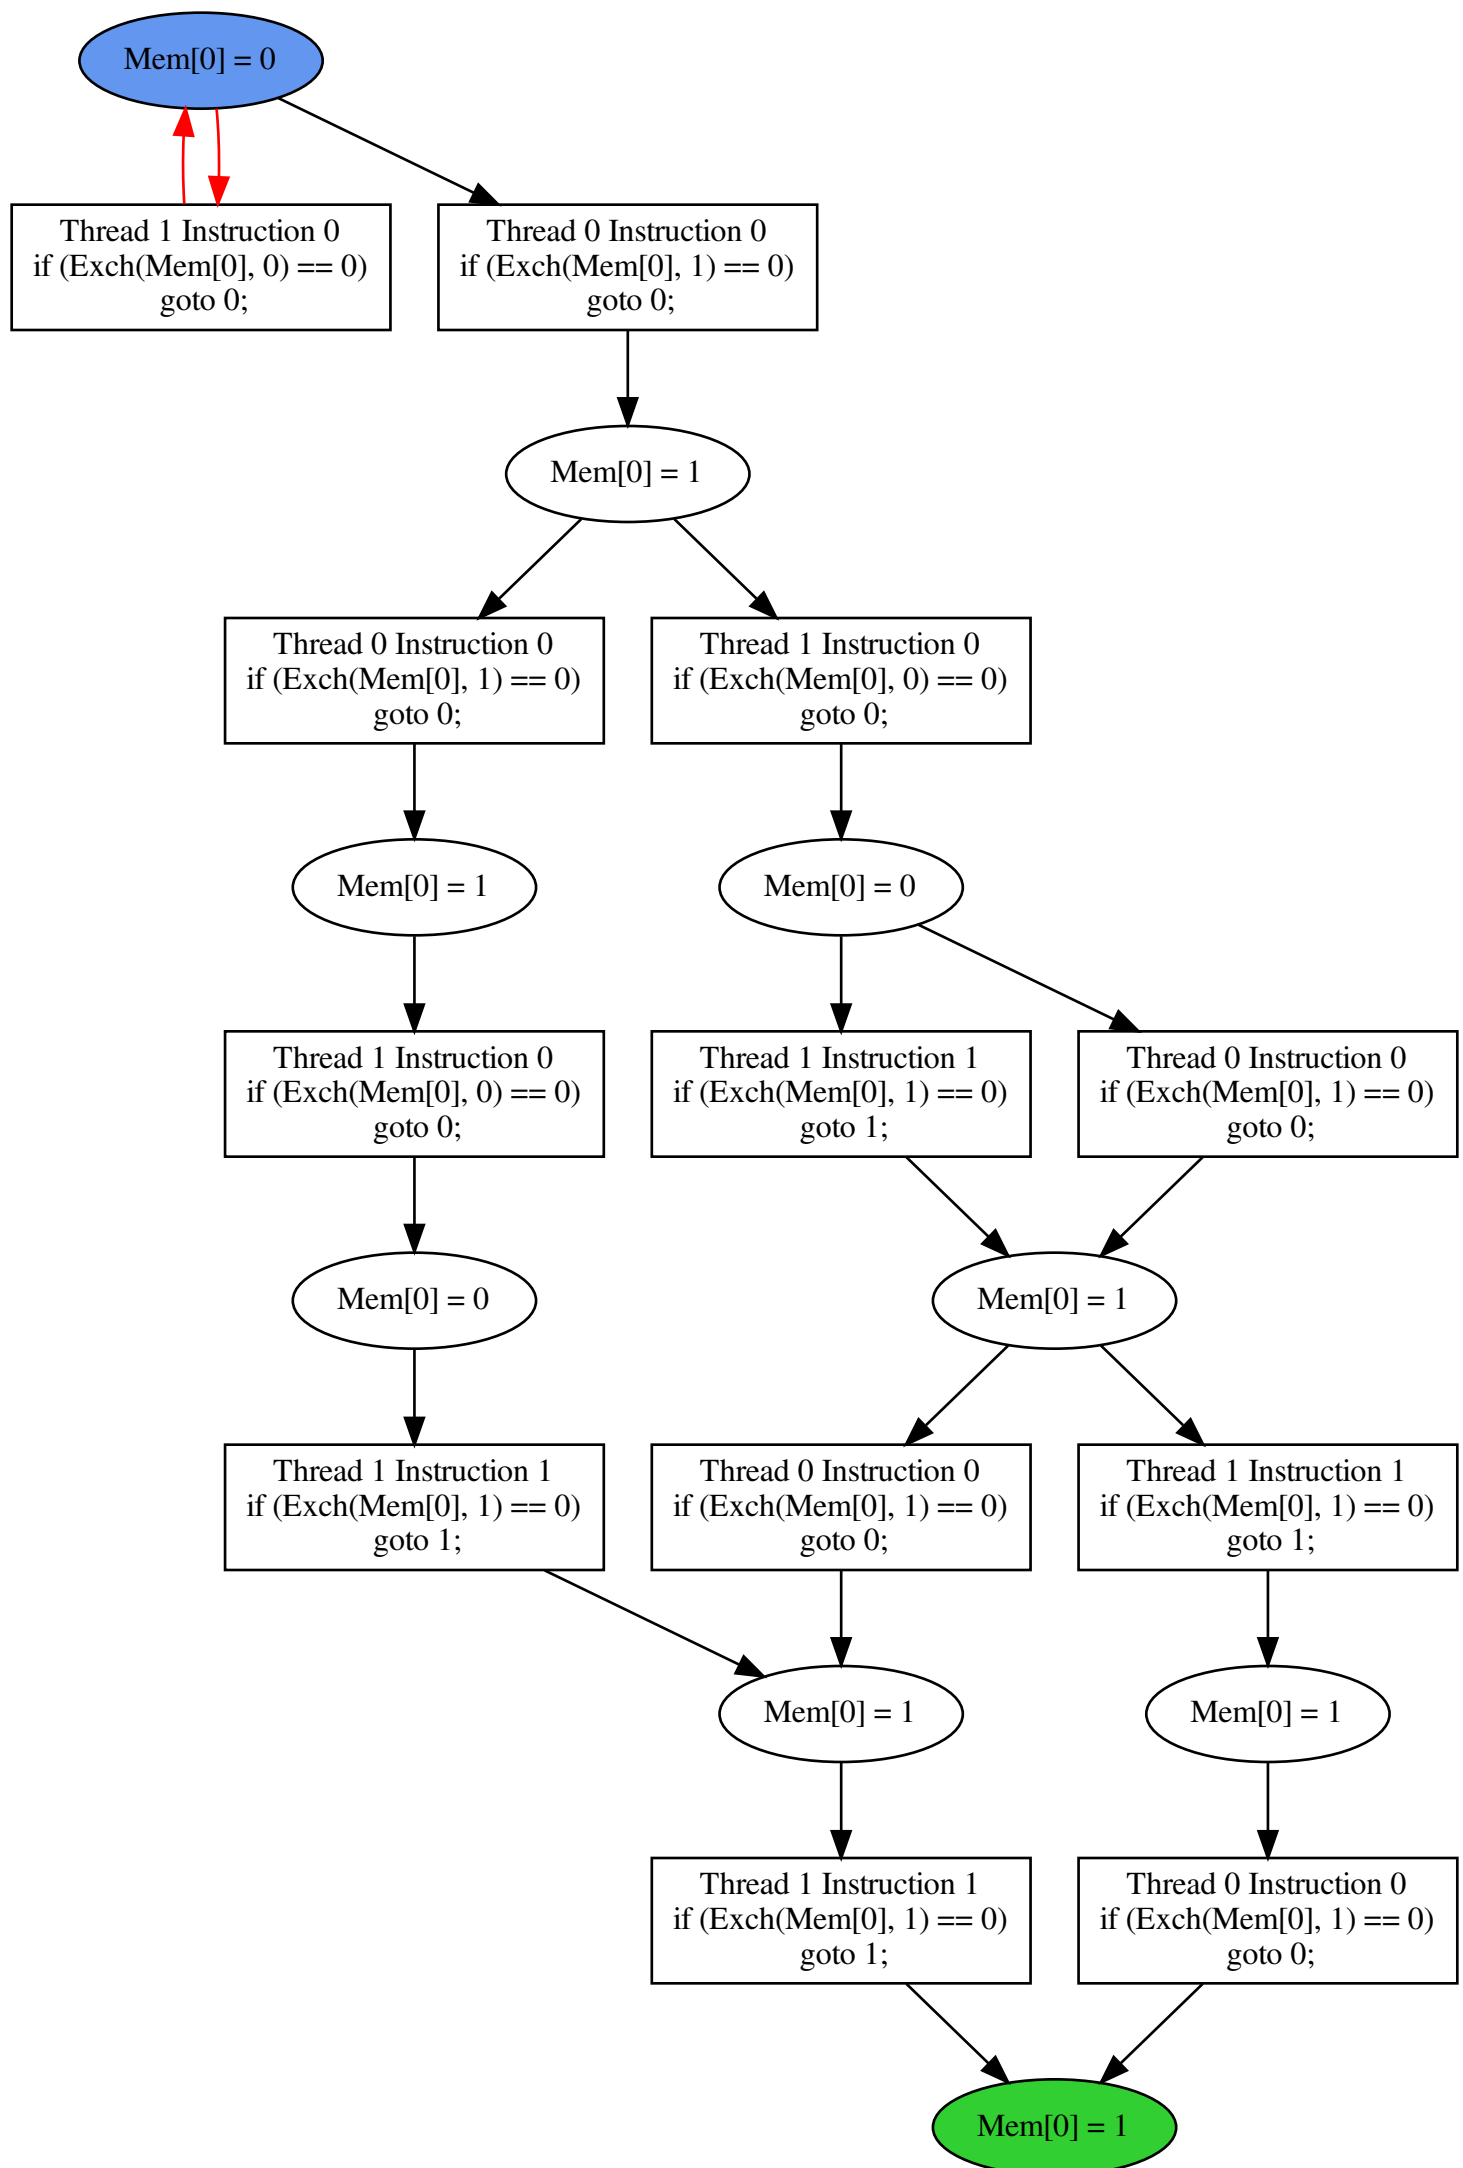 Mem[0] = 0
Thread 1 Instruction 0
if (Exch(Mem[0], 0) == 0)
goto 0;
Thread 0 Instruction 0
if (Exch(Mem[0], 1) == 0)
goto 0;
Mem[0] = 1
Thread 0 Instruction 0
if (Exch(Mem[0], 1) == 0)
goto 0;
Thread 1 Instruction 0
if (Exch(Mem[0], 0) == 0)
goto 0;
Mem[0] = 1
Mem[0] = 0
Thread 1 Instruction 0
if (Exch(Mem[0], 0) == 0)
goto 0;
Thread 1 Instruction 1
if (Exch(Mem[0], 1) == 0)
goto 1;
Thread 0 Instruction 0
if (Exch(Mem[0], 1) == 0)
goto 0;
Mem[0] = 0
Mem[0] = 1
Thread 1 Instruction 1
if (Exch(Mem[0], 1) == 0)
goto 1;
Thread 0 Instruction 0
if (Exch(Mem[0], 1) == 0)
goto 0;
Thread 1 Instruction 1
if (Exch(Mem[0], 1) == 0)
goto 1;
Mem[0] = 1
Mem[0] = 1
Thread 1 Instruction 1
if (Exch(Mem[0], 1) == 0)
goto 1;
Thread 0 Instruction 0
if (Exch(Mem[0], 1) == 0)
goto 0;
Mem[0] = 1